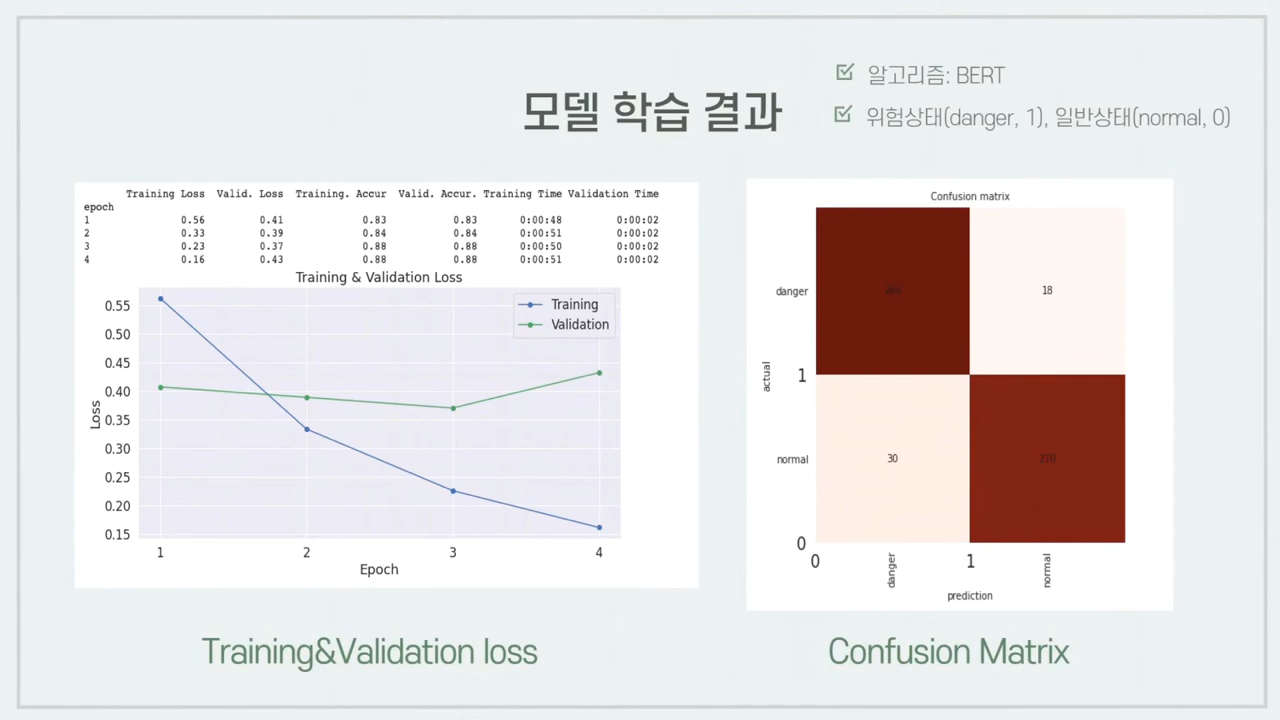 모델 학습 결과
알고리즘: BERT
위험상태(danger, 1), 일반상태(normal, 0)
Training Loss Valid. Loss Training. Accur Valid. Accur. Training Time Validation Time
epoch
1 0.56 0.41 0.83 0.83 0:00:48 0:00:02
2 0.33 0.39 0.84 0.84 0:00:51 0:00:02
3 0.23 0.37 0.88 0.88 0:00:50 0:00:02
4 0.16 0.43 0.88 0.88 0:00:51 0:00:02
Training & Validation Loss
Training
Validation
0.55
0.50
0.45
0.40
0.35
0.30
0.25
0.20
0.15
Loss
1 2 3 4
Epoch
Training&Validation loss
Confusion matrix
danger
18
actual
1
normal
30
270
0
0
danger
1
normal
prediction
Confusion Matrix